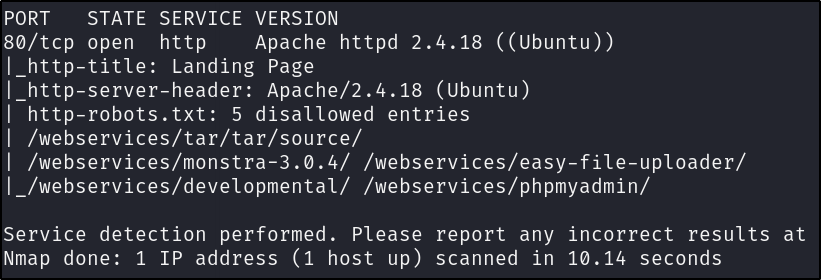 PORT   STATE SERVICE VERSION
80/tcp open  http    Apache httpd 2.4.18 ((Ubuntu))
|_http-title: Landing Page
|_http-server-header: Apache/2.4.18 (Ubuntu)
| http-robots.txt: 5 disallowed entries
| /webservices/tar/tar/source/
| /webservices/monstra-3.0.4/ /webservices/easy-file-uploader/
|_/webservices/developmental/ /webservices/phpmyadmin/
Service detection performed. Please report any incorrect results at
Nmap done: 1 IP address (1 host up) scanned in 10.14 seconds